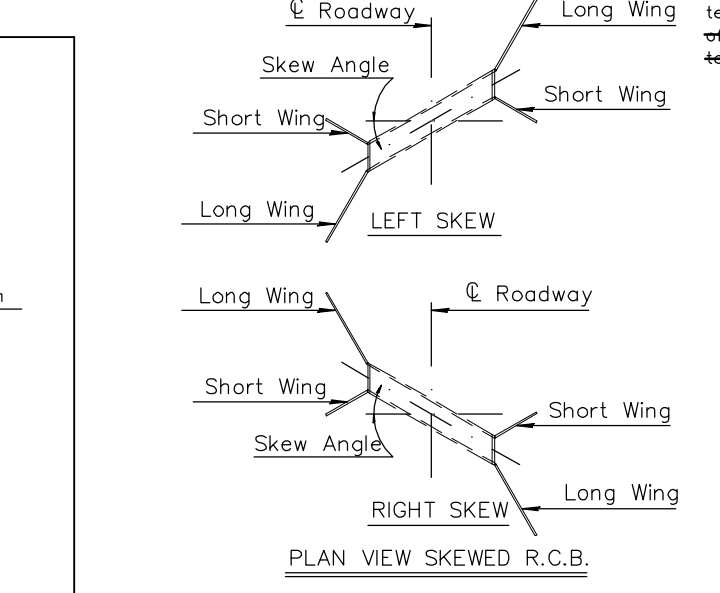 ℄ Roadway
Long Wing
Skew Angle
Short Wing
Short Wing
Long Wing
LEFT SKEW
Long Wing
℄ Roadway
Short Wing
Short Wing
Skew Angle
Long Wing
RIGHT SKEW
PLAN VIEW SKEWED R.C.B.